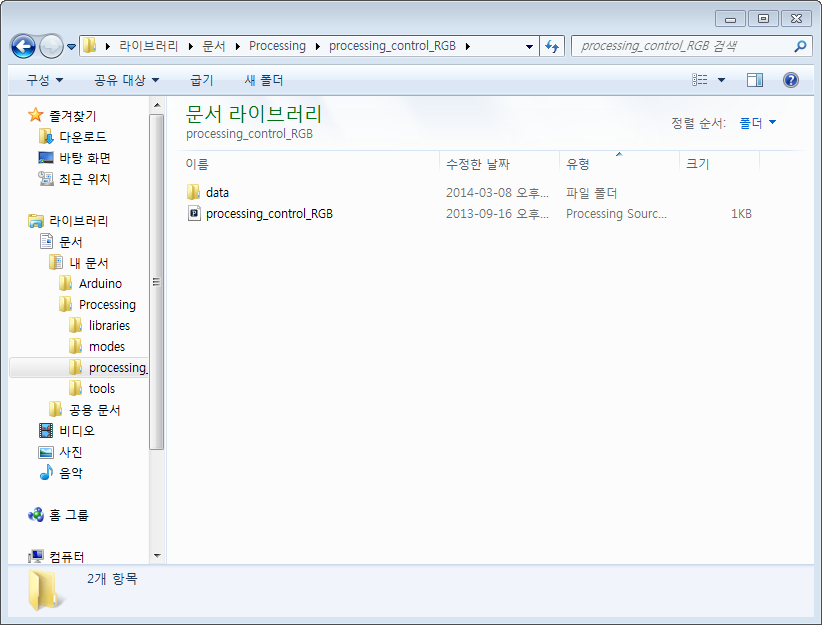 라이브러리 문서 Processing processing_control_RGB processing_control_RGB 검색
구성 공유 대상 굽기 새 폴더
즐겨찾기
다운로드
바탕 화면
최근 위치
라이브러리
문서
내 문서
Arduino
Processing
libraries
modes
processing_
tools
공용 문서
비디오
사진
음악
홈 그룹
컴퓨터
문서 라이브러리
processing_control_RGB
정렬 순서: 폴더
이름 수정한 날짜 유형 크기
data 2014-03-08 오후... 파일 폴더
processing_control_RGB 2013-09-16 오후... Processing Sourc... 1KB
2개 항목